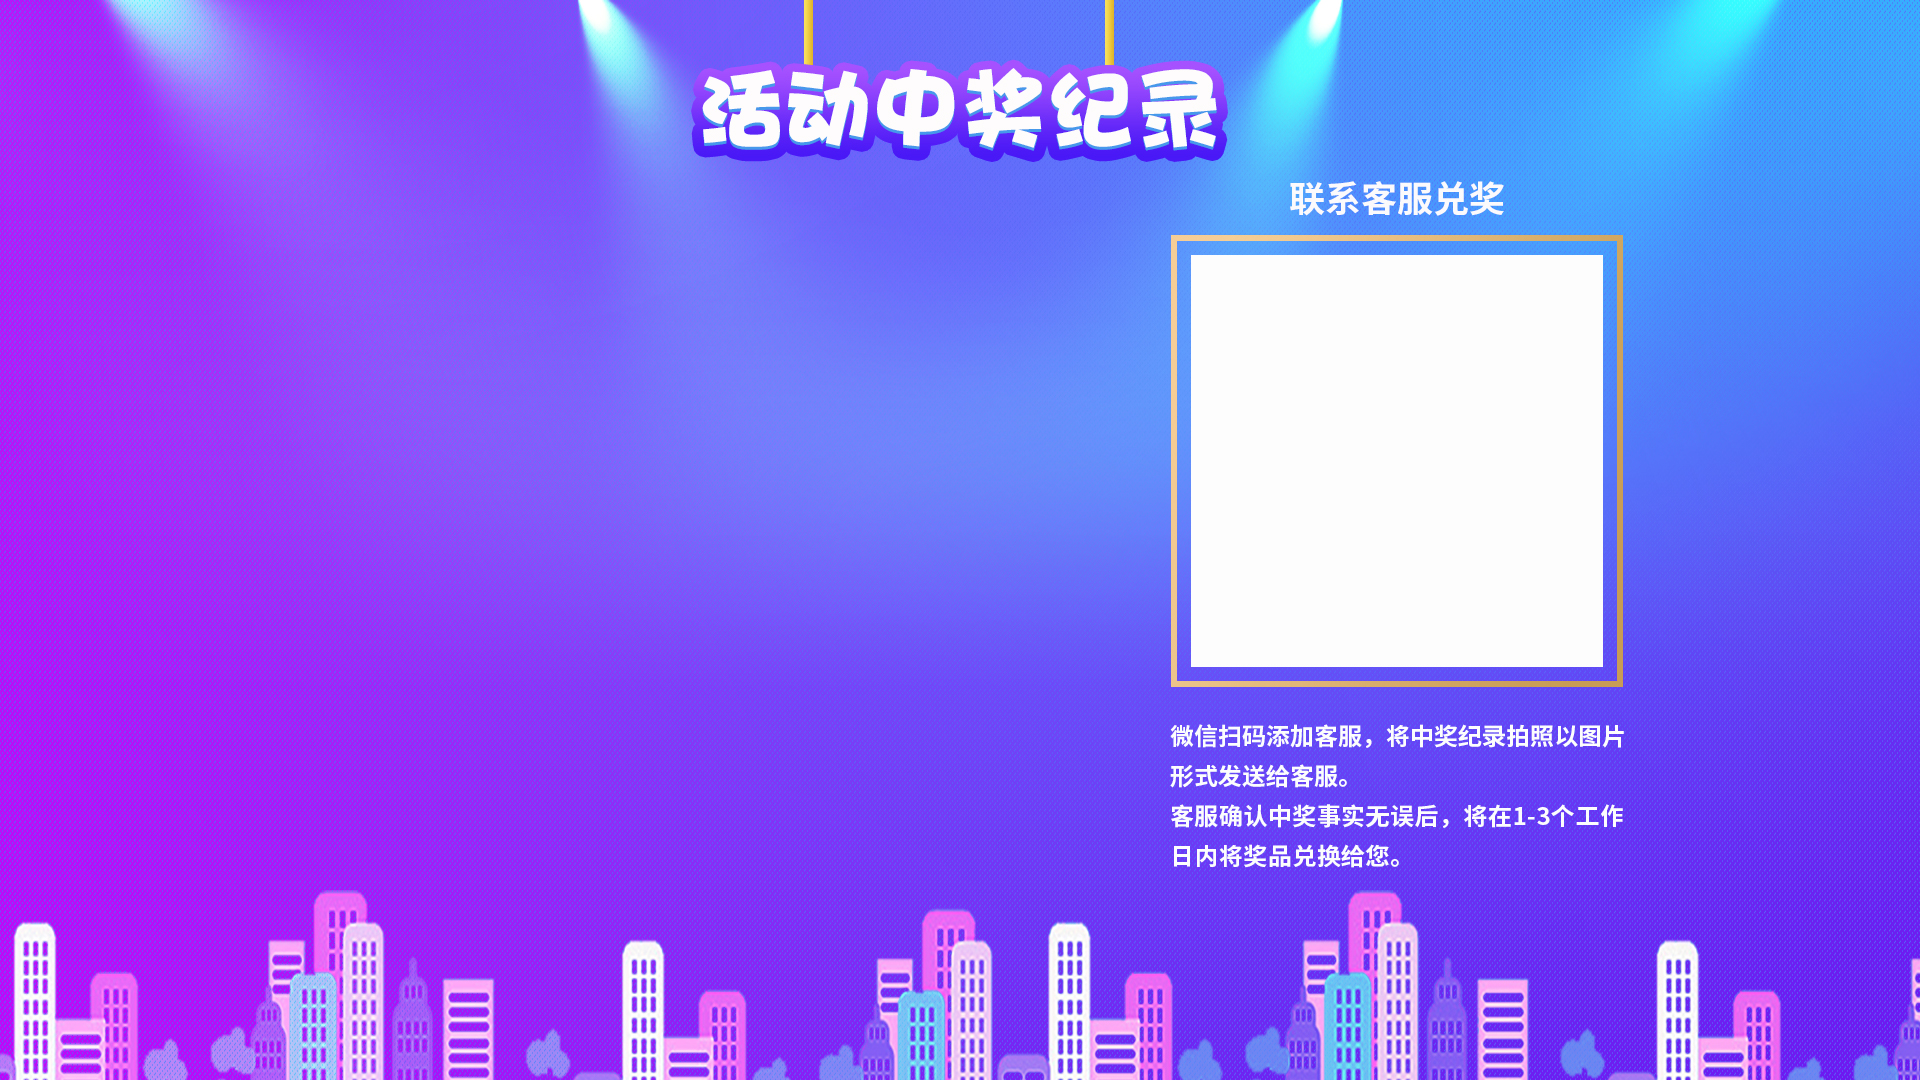 活动中奖纪录
联系客服兑奖
微信扫码添加客服，将中奖纪录拍照以图片
形式发送给客服。
客服确认中奖事实无误后，将在1-3个工作
日内将奖品兑换给您。